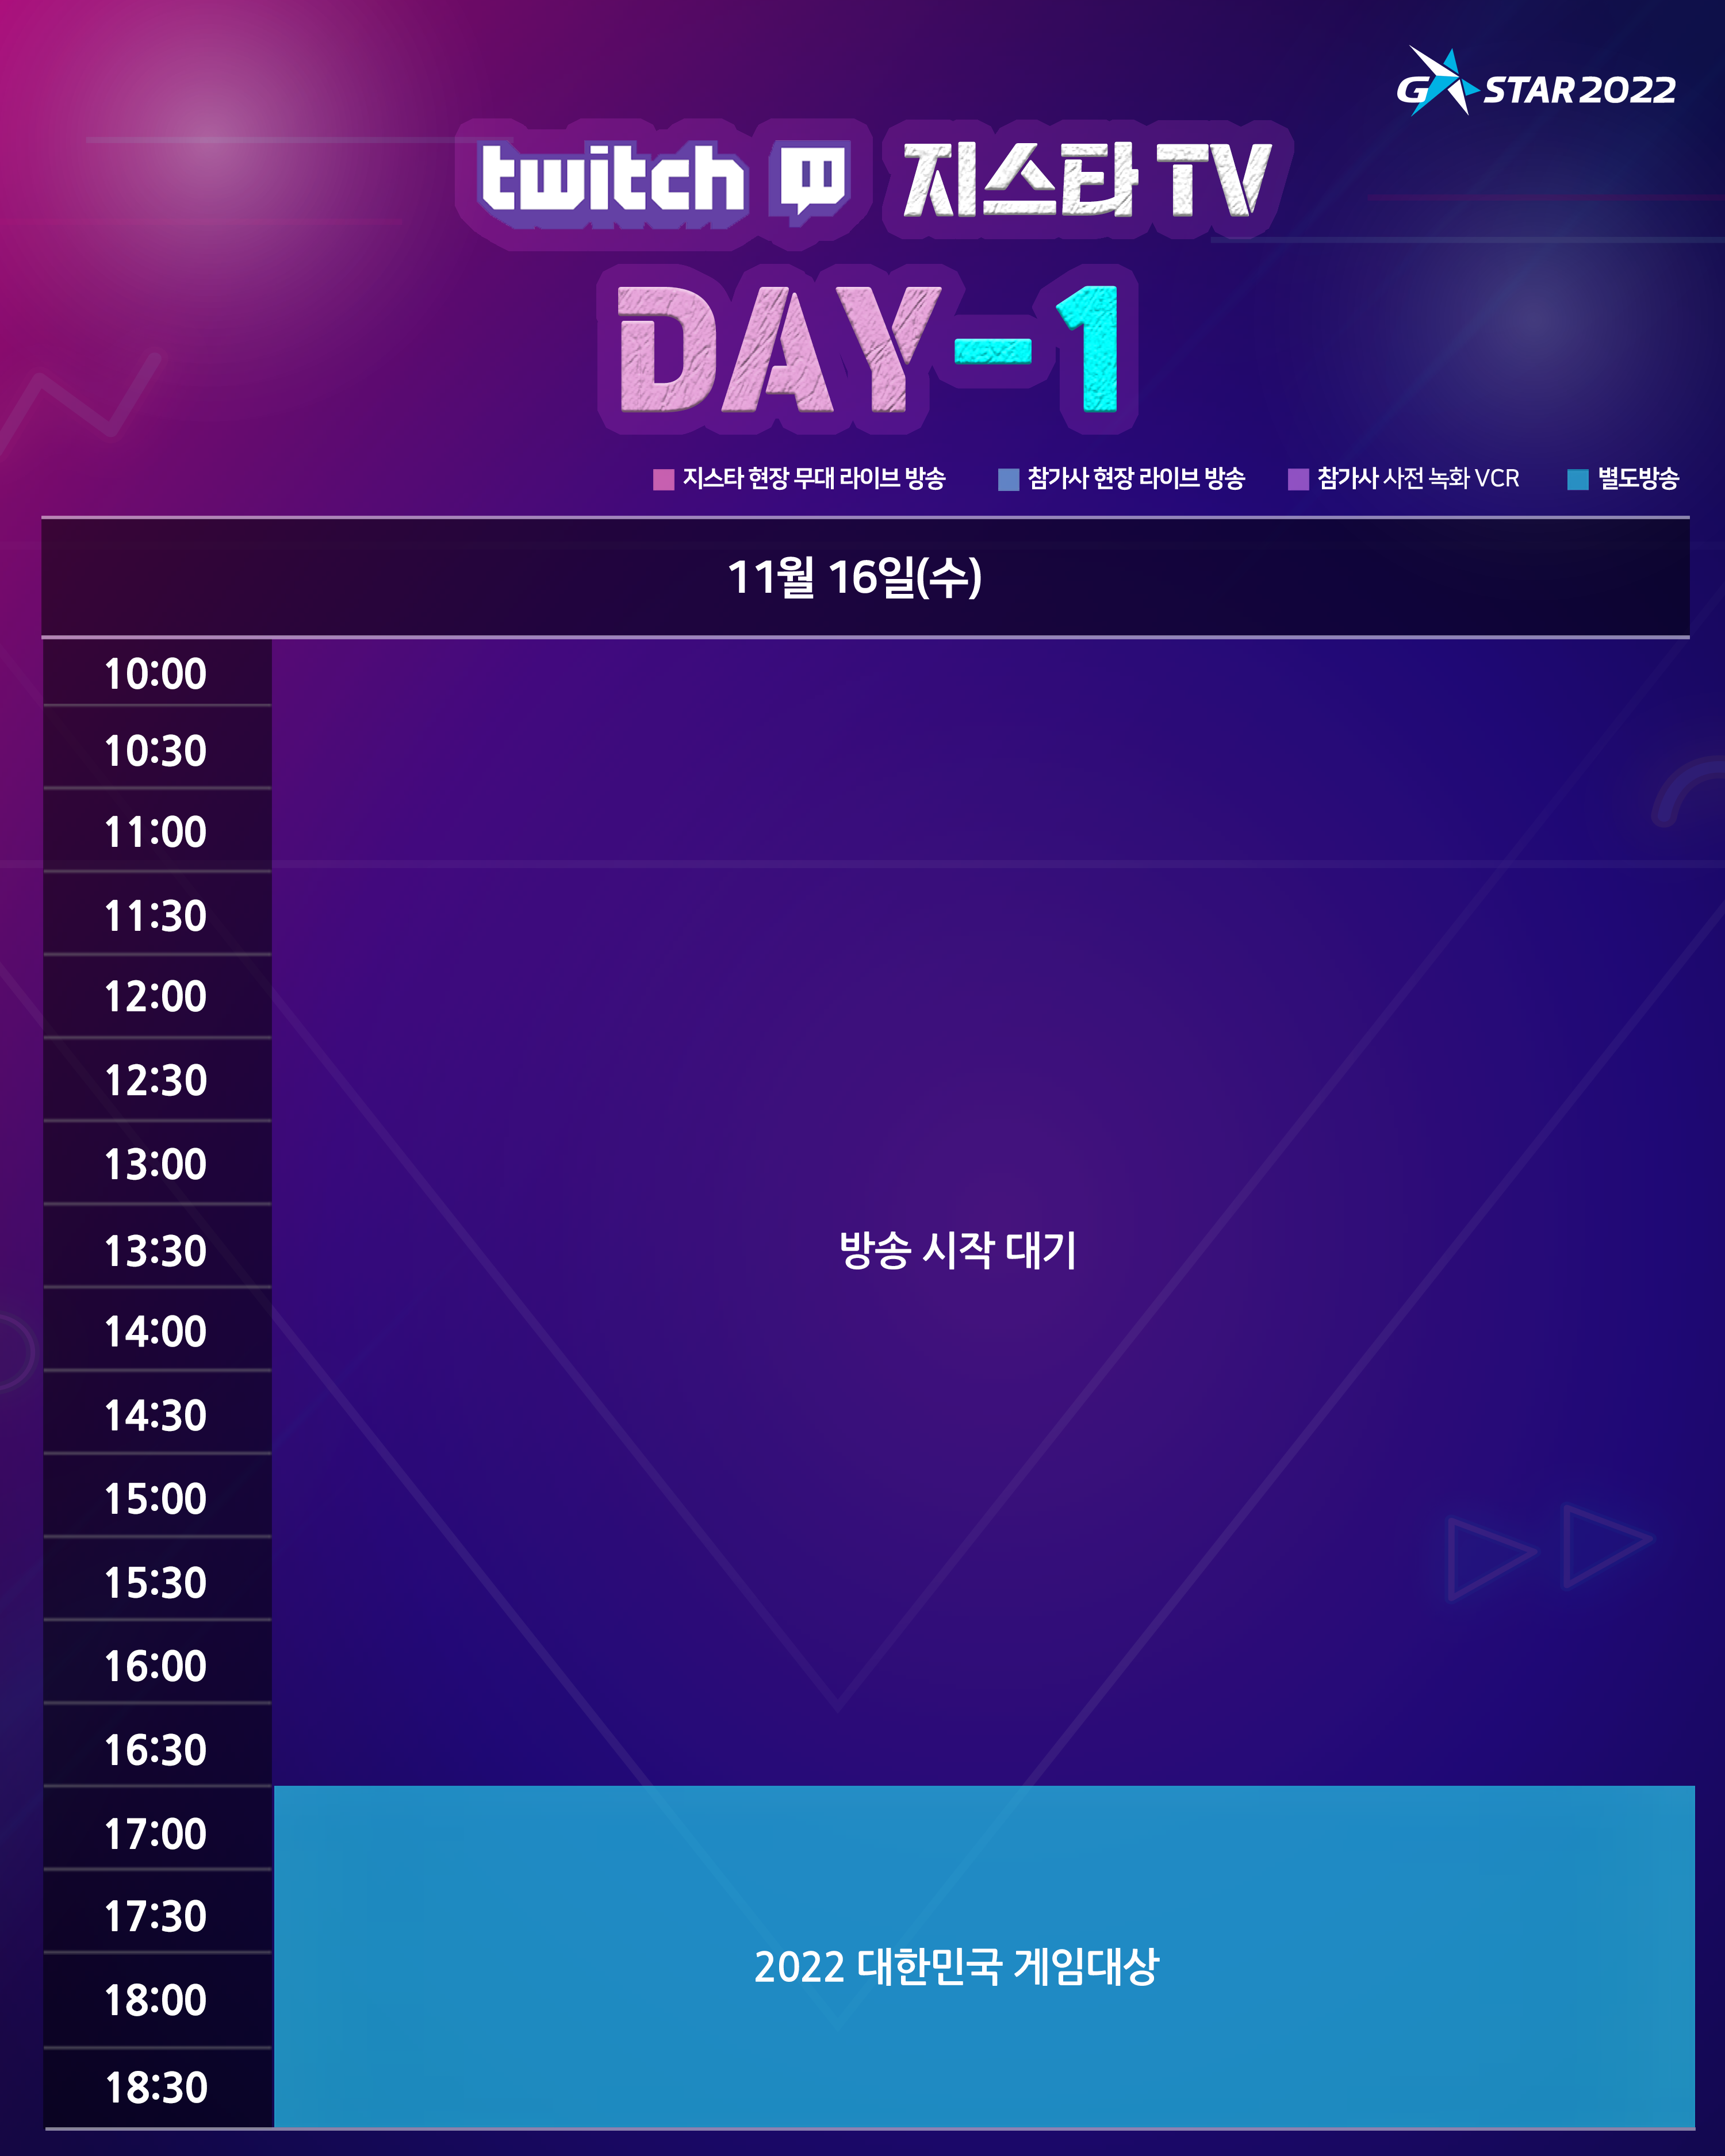 G STAR 2022
twitch 지스타 TV
DAY-1
지스타 현장 무대 라이브 방송 참가사 현장 라이브 방송 참가사 사전 녹화 VCR 별도방송
11월 16일(수)
10:00
10:30
11:00
11:30
12:00
12:30
13:00
13:30 방송 시작 대기
14:00
14:30
15:00
15:30
16:00
16:30
17:00
17:30
2022 대한민국 게임대상
18:00
18:30